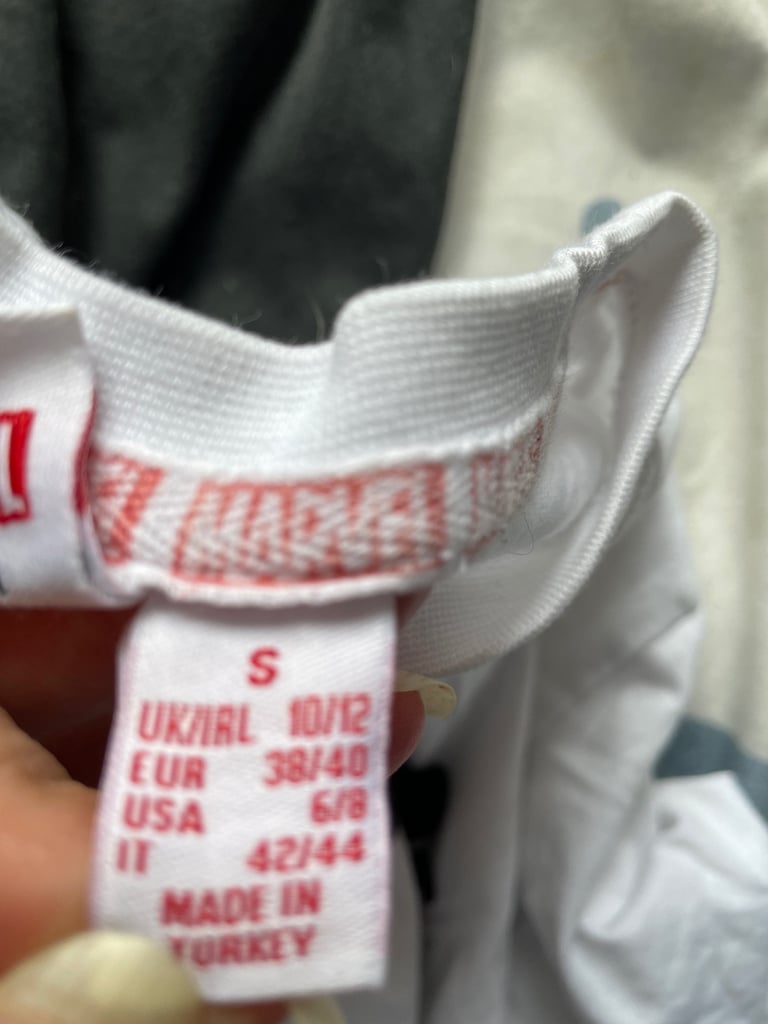 S
UK/IRL 10/12
EUR 38/40
USA 6/8
IT 42/44
MADE IN
TURKEY